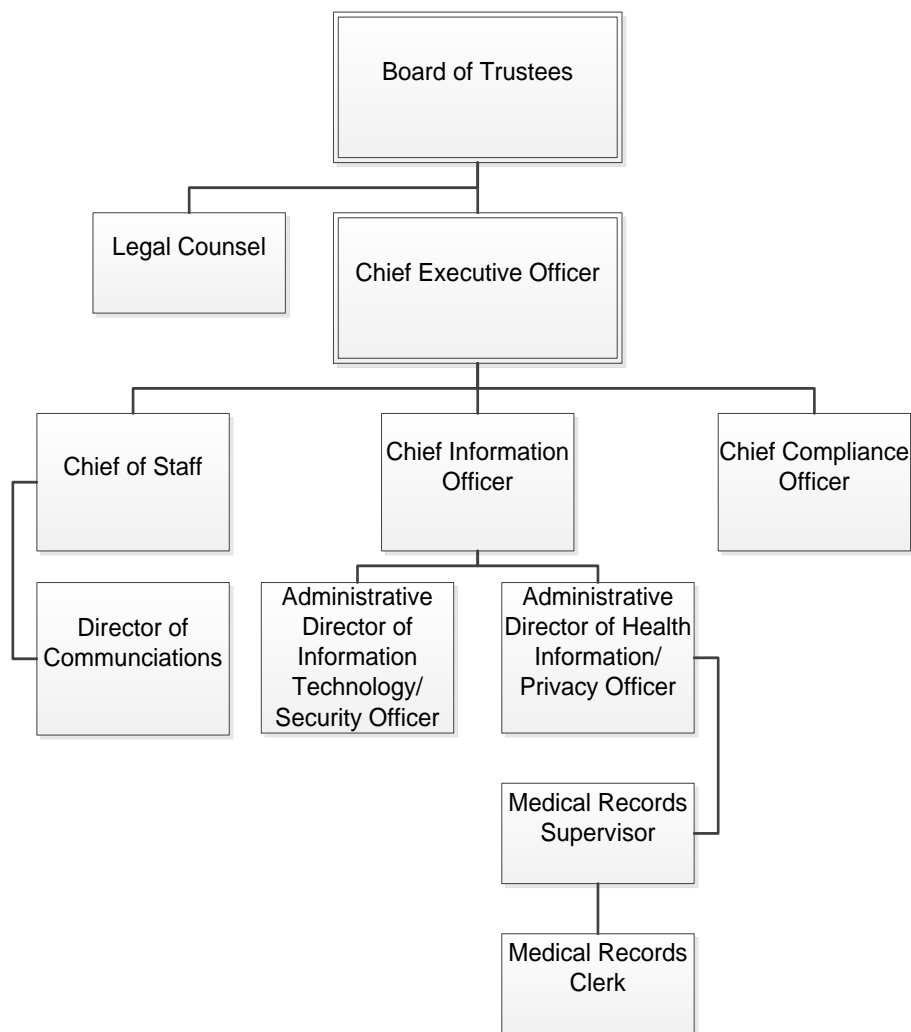 Board of Trustees
Legal Counsel
Chief Executive Officer
Chief of Staff
Chief Information
Officer
Chief Compliance
Officer
Director of
Communciations
Administrative
Director of
Information
Technology/
Security Officer
Administrative
Director of Health
Information/
Privacy Officer
Medical Records
Supervisor
Medical Records
Clerk